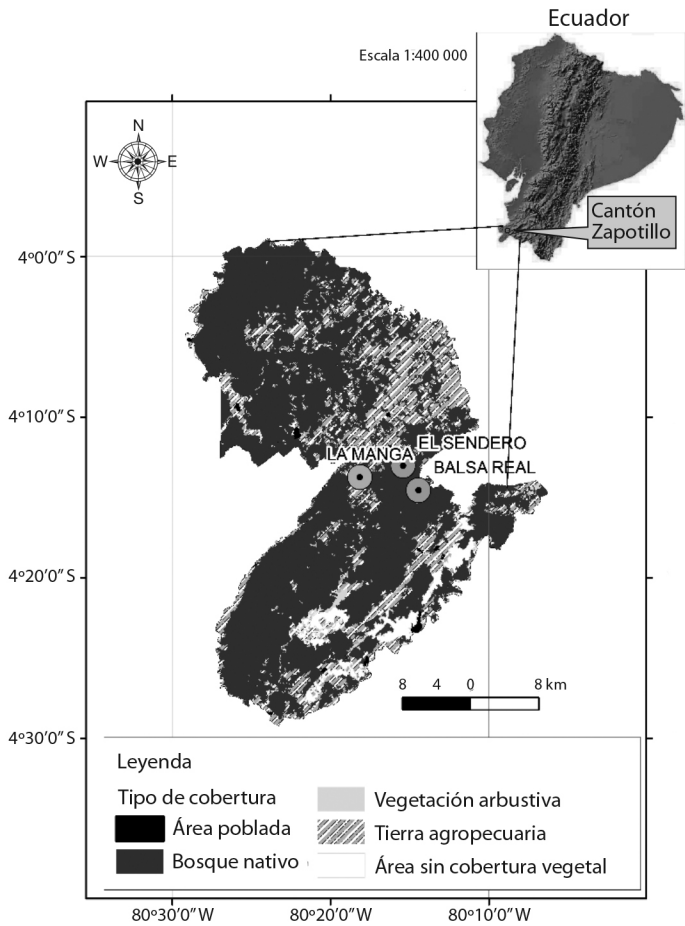 Ecuador
Escala 1:400 000
N
W E
S
Cantón
Zapotillo
4º0'0'' S
4º10'0'' S
EL SENDERO
LA MANGA
BALSA REAL
4º20'0'' S
8 4 0 8 km
4º30'0'' S
Leyenda
Tipo de cobertura
Área poblada
Bosque nativo
Vegetación arbustiva
Tierra agropecuaria
Área sin cobertura vegetal
80º30'0''W 80º20'0''W 80º10'0''W